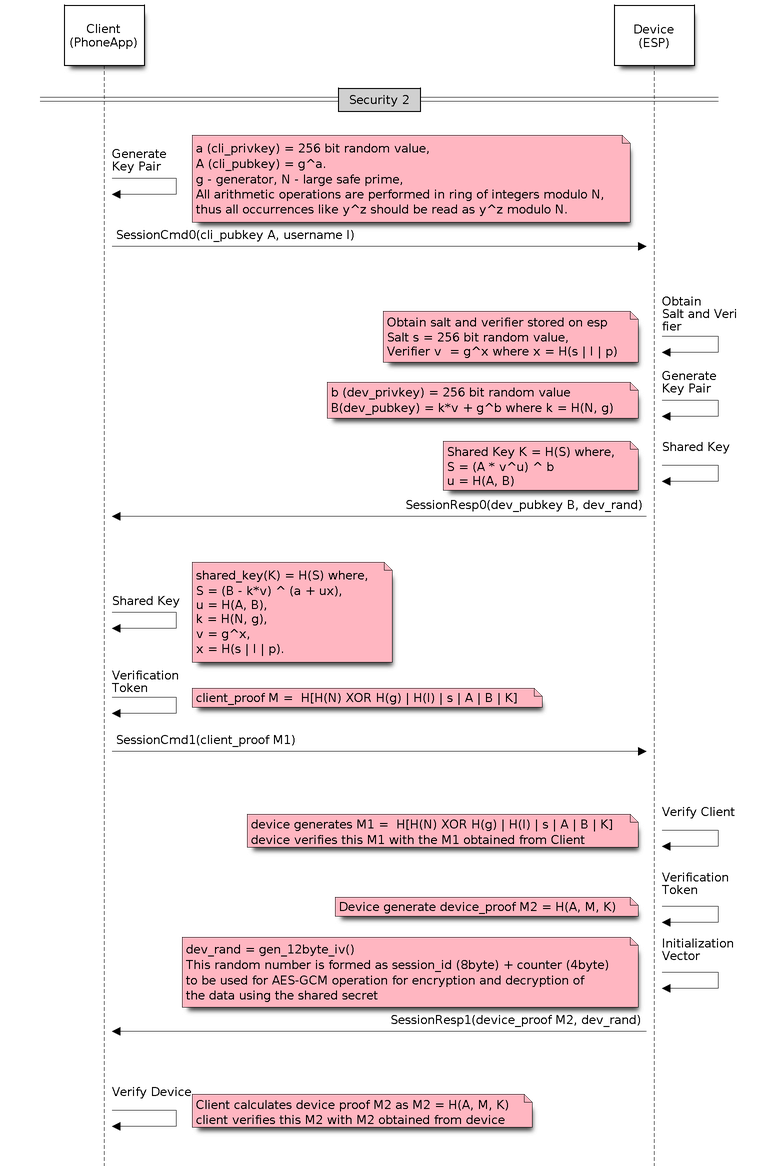 Client
(PhoneApp)
Device
(ESP)
Security 2
Generate
Key Pair
a (cli_privkey) = 256 bit random value,
A (cli_pubkey) = g^a.
g - generator, N - large safe prime,
All arithmetic operations are performed in ring of integers modulo N,
thus all occurrences like y^z should be read as y^z modulo N.
SessionCmd0(cli_pubkey A, username I)
Obtain
Salt and Veri
fier
Obtain salt and verifier stored on esp
Salt s = 256 bit random value,
Verifier v  = g^x where x = H(s | I | p)
Generate
Key Pair
b (dev_privkey) = 256 bit random value
B(dev_pubkey) = k*v + g^b where k = H(N, g)
Shared Key
Shared Key K = H(S) where,
S = (A * v^u) ^ b
u = H(A, B)
SessionResp0(dev_pubkey B, dev_rand)
Shared Key
shared_key(K) = H(S) where,
S = (B - k*v) ^ (a + ux),
u = H(A, B),
k = H(N, g),
v = g^x,
x = H(s | I | p).
Verification
Token
client_proof M =  H[H(N) XOR H(g) | H(I) | s | A | B | K]
SessionCmd1(client_proof M1)
Verify Client
device generates M1 =  H[H(N) XOR H(g) | H(I) | s | A | B | K]
device verifies this M1 with the M1 obtained from Client
Verification
Token
Device generate device_proof M2 = H(A, M, K)
Initialization
Vector
dev_rand = gen_12byte_iv()
This random number is formed as session_id (8byte) + counter (4byte)
to be used for AES-GCM operation for encryption and decryption of
the data using the shared secret
SessionResp1(device_proof M2, dev_rand)
Verify Device
Client calculates device proof M2 as M2 = H(A, M, K)
client verifies this M2 with M2 obtained from device